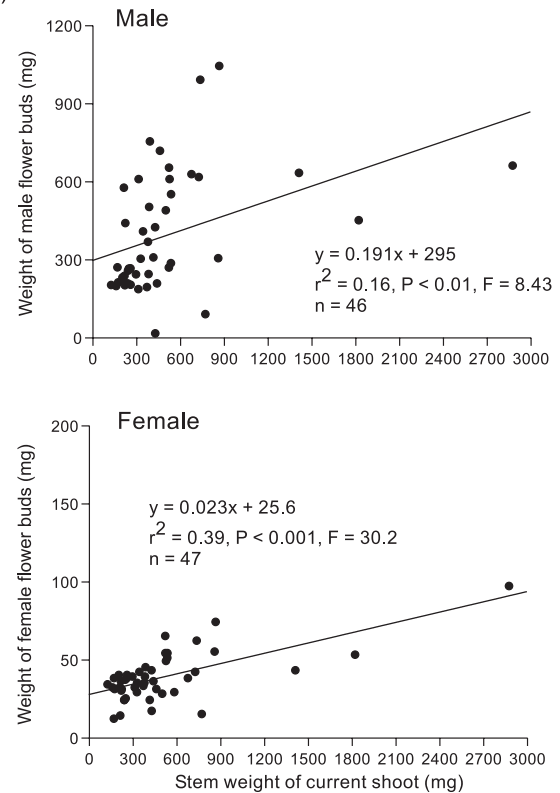 Male
1200
900
600
300
0
Weight of male flower buds (mg)
y = 0.191x + 295
r2 = 0.16, P < 0.01, F = 8.43
n = 46
0 300 600 900 1200 1500 1800 2100 2400 2700 3000
Female
200
150
100
50
0
Weight of female flower buds (mg)
y = 0.023x + 25.6
r2 = 0.39, P < 0.001, F = 30.2
n = 47
0 300 600 900 1200 1500 1800 2100 2400 2700 3000
Stem weight of current shoot (mg)